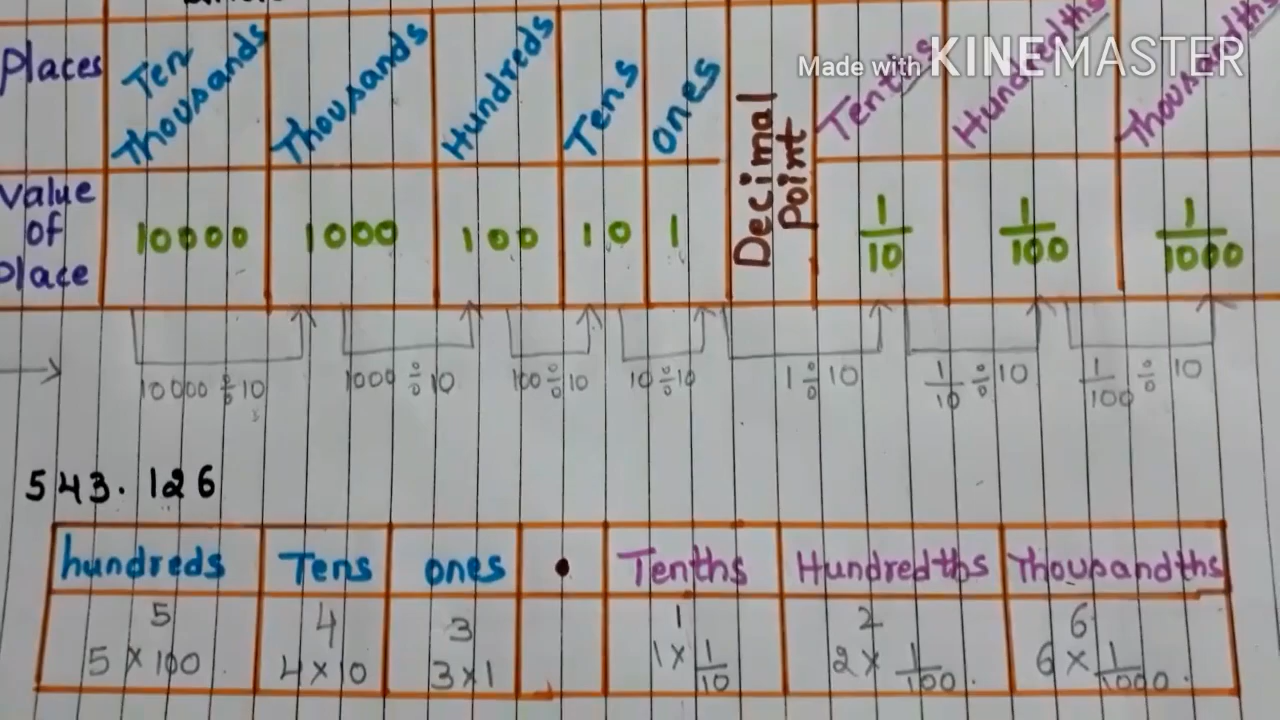 Made with KINEMASTER
Places Ten Thousands Thousands Hundreds Tens ones Decimal Point Tenths Hundredths Thousandths
Value of place 10000 1000 100 10 1 1/10 1/100 1/1000
10000 ÷ 10 1000 ÷ 10 100 ÷ 10 10 ÷ 10 1 ÷ 10 1/10 ÷ 10 1/100 ÷ 10
543.126
hundreds Tens ones • Tenths Hundredths Thousandths
5 4 3 1 2 6
5 × 100 4 × 10 3 × 1 1 × 1/10 2 × 1/100. 6 × 1/1000.